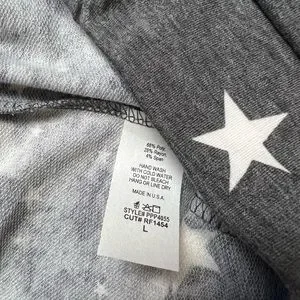 68% Poly
28% Rayon
4% Span
HAND WASH
WITH COLD WATER
DO NOT BLEACH
HANG OR LINE DRY
MADE IN U.S.A.
STYLE# PPP4055
CUT# RF1454
L